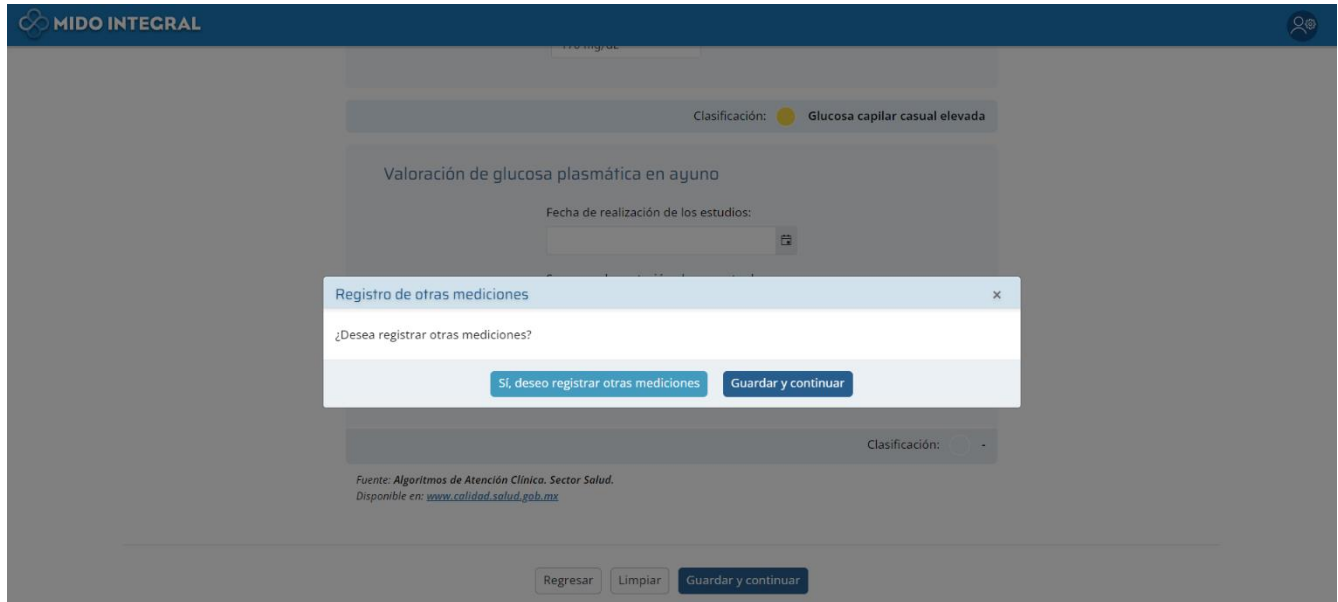 MIDO INTEGRAL
Clasificación: Glucosa capilar casual elevada
Valoración de glucosa plasmática en ayuno
Fecha de realización de los estudios:
Registro de otras mediciones ×
¿Desea registrar otras mediciones?
Sí, deseo registrar otras mediciones Guardar y continuar
Clasificación: -
Fuente: Algoritmos de Atención Clínica. Sector Salud.
Disponible en: www.calidad.salud.gob.mx
Regresar Limpiar Guardar y continuar